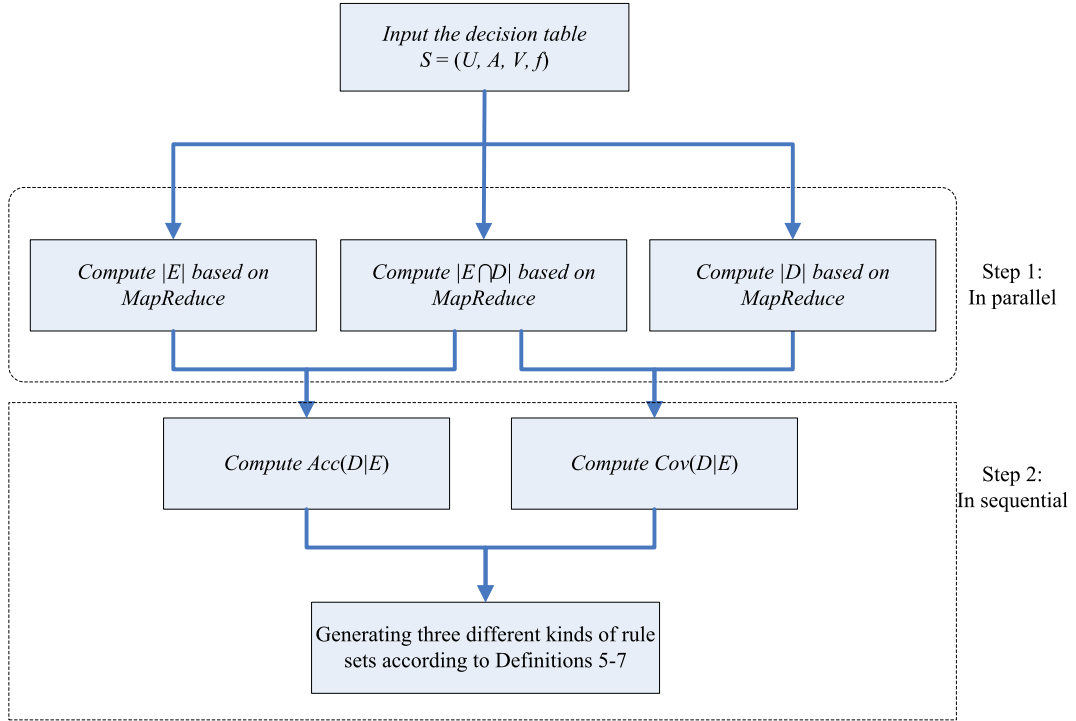 Input the decision table
S = (U, A, V, f)
Compute |E| based on
MapReduce
Compute |E⋂D| based on
MapReduce
Compute |D| based on
MapReduce
Step 1:
In parallel
Compute Acc(D|E)
Compute Cov(D|E)
Step 2:
In sequential
Generating three different kinds of rule
sets according to Definitions 5-7